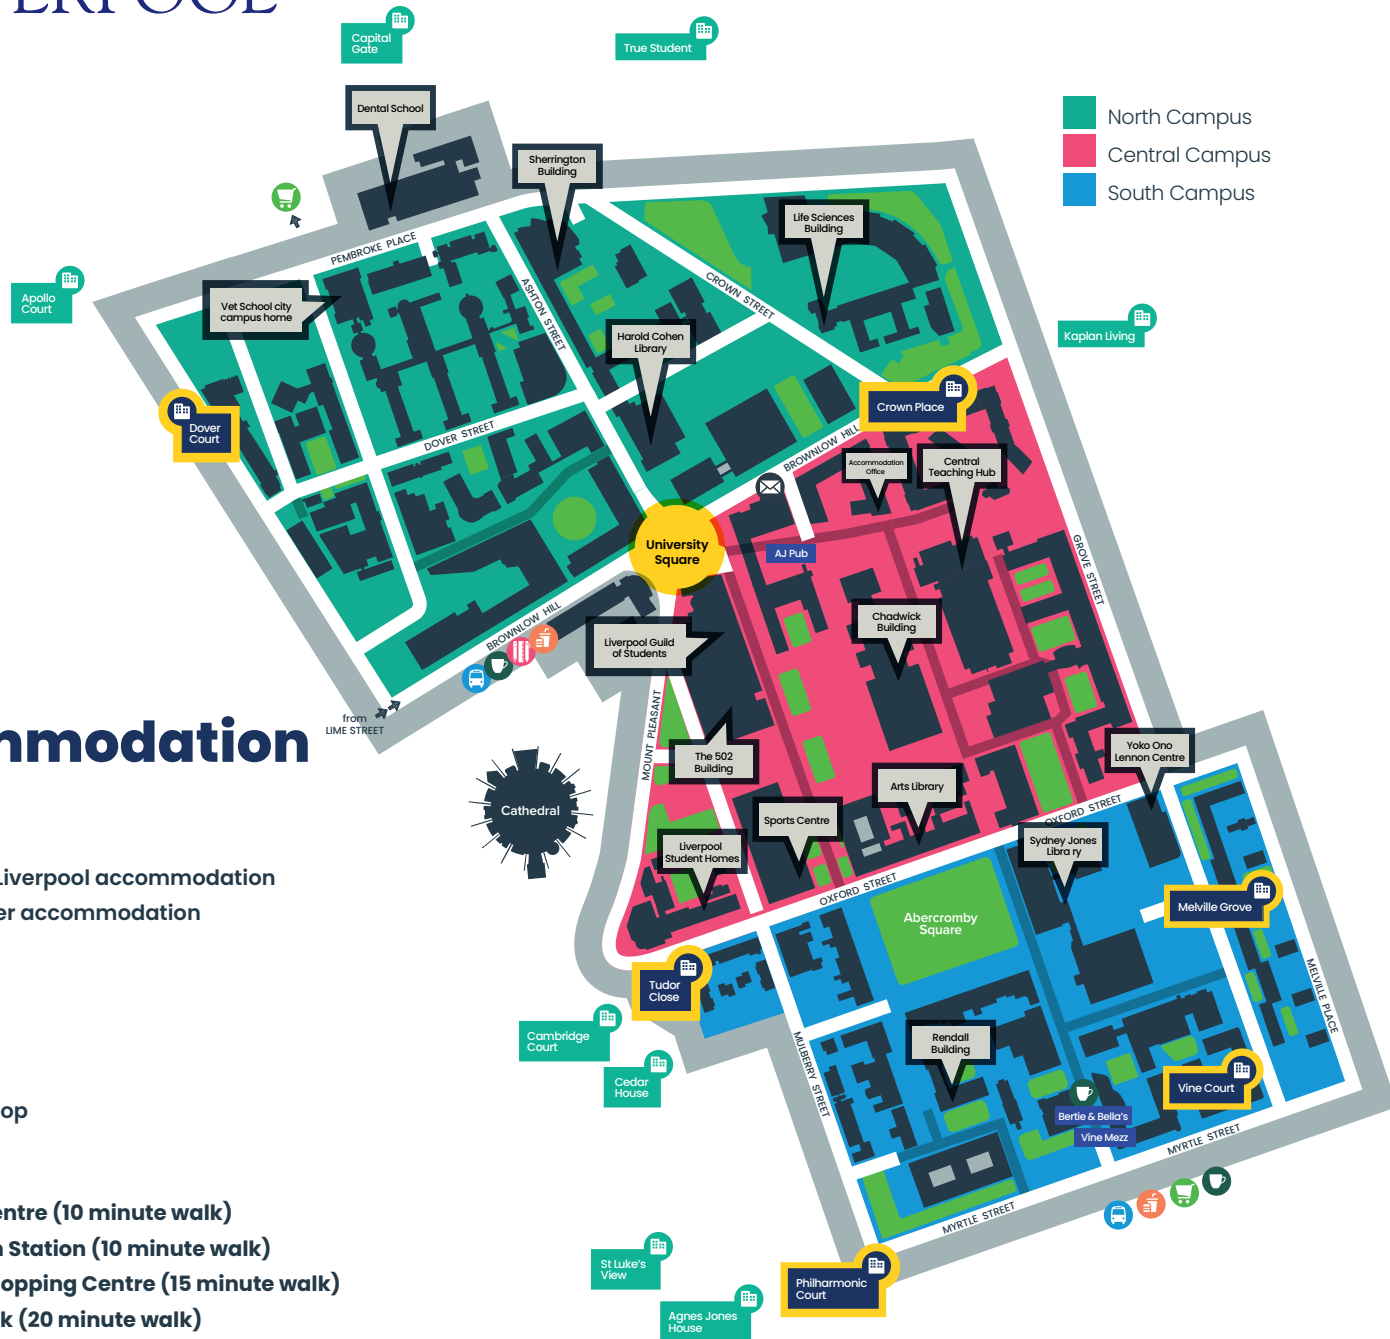 Capital
Gate
True Student
Dental School
Sherrington
Building
Life Sciences
Building
North Campus
Central Campus
South Campus
PEMBROKE PLACE
Apollo
Court
Vet School city
campus home
ASHTON STREET
CROWN STREET
Harold Cohen
Library
Kaplan Living
Dover
Court
DOVER STREET
Crown Place
BROWNLOW HILL
Accommodation
Office
Central
Teaching Hub
University
Square
AJ Pub
GROVE STREET
BROWNLOW HILL
Chadwick
Building
Liverpool Guild
of Students
from
LIME STREET
MOUNT PLEASANT
The 502
Building
Yoko Ono
Lennon Centre
Arts Library
Cathedral
Sports Centre
OXFORD STREET
Sydney Jones
Libra ry
Liverpool
Student Homes
OXFORD STREET
Abercromby
Square
Melville Grove
Tudor
Close
MELVILLE PLACE
Cambridge
Court
MULBERRY STREET
Rendall
Building
Cedar
House
Vine Court
Bertie & Bella's
Vine Mezz
MYRTLE STREET
MYRTLE STREET
St Luke's
View
Philharmonic
Court
Agnes Jones
House
nmodation
Liverpool accommodation
er accommodation
op
entre (10 minute walk)
n Station (10 minute walk)
opping Centre (15 minute walk)
k (20 minute walk)